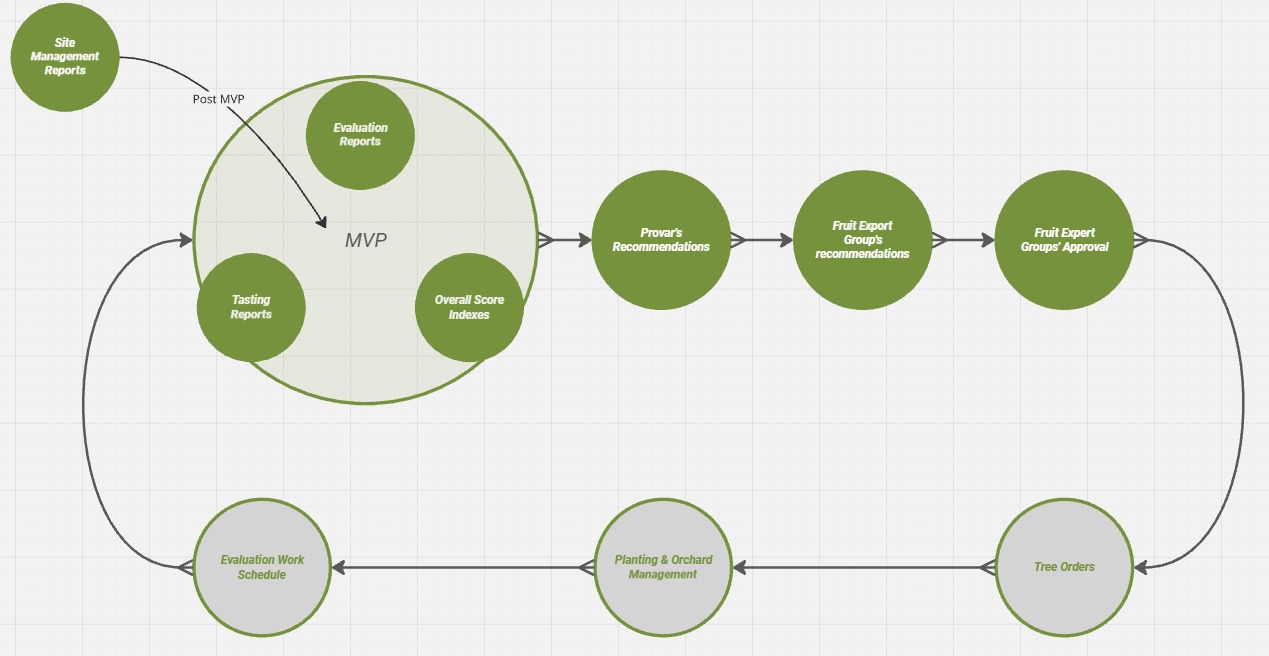 Site
Management
Reports
Post MVP
Evaluation
Reports
MVP
Tasting
Reports
Overall Score
Indexes
Provar's
Recommendations
Fruit Export
Group's
recommendations
Fruit Expert
Groups' Approval
Evaluation Work
Schedule
Planting & Orchard
Management
Tree Orders